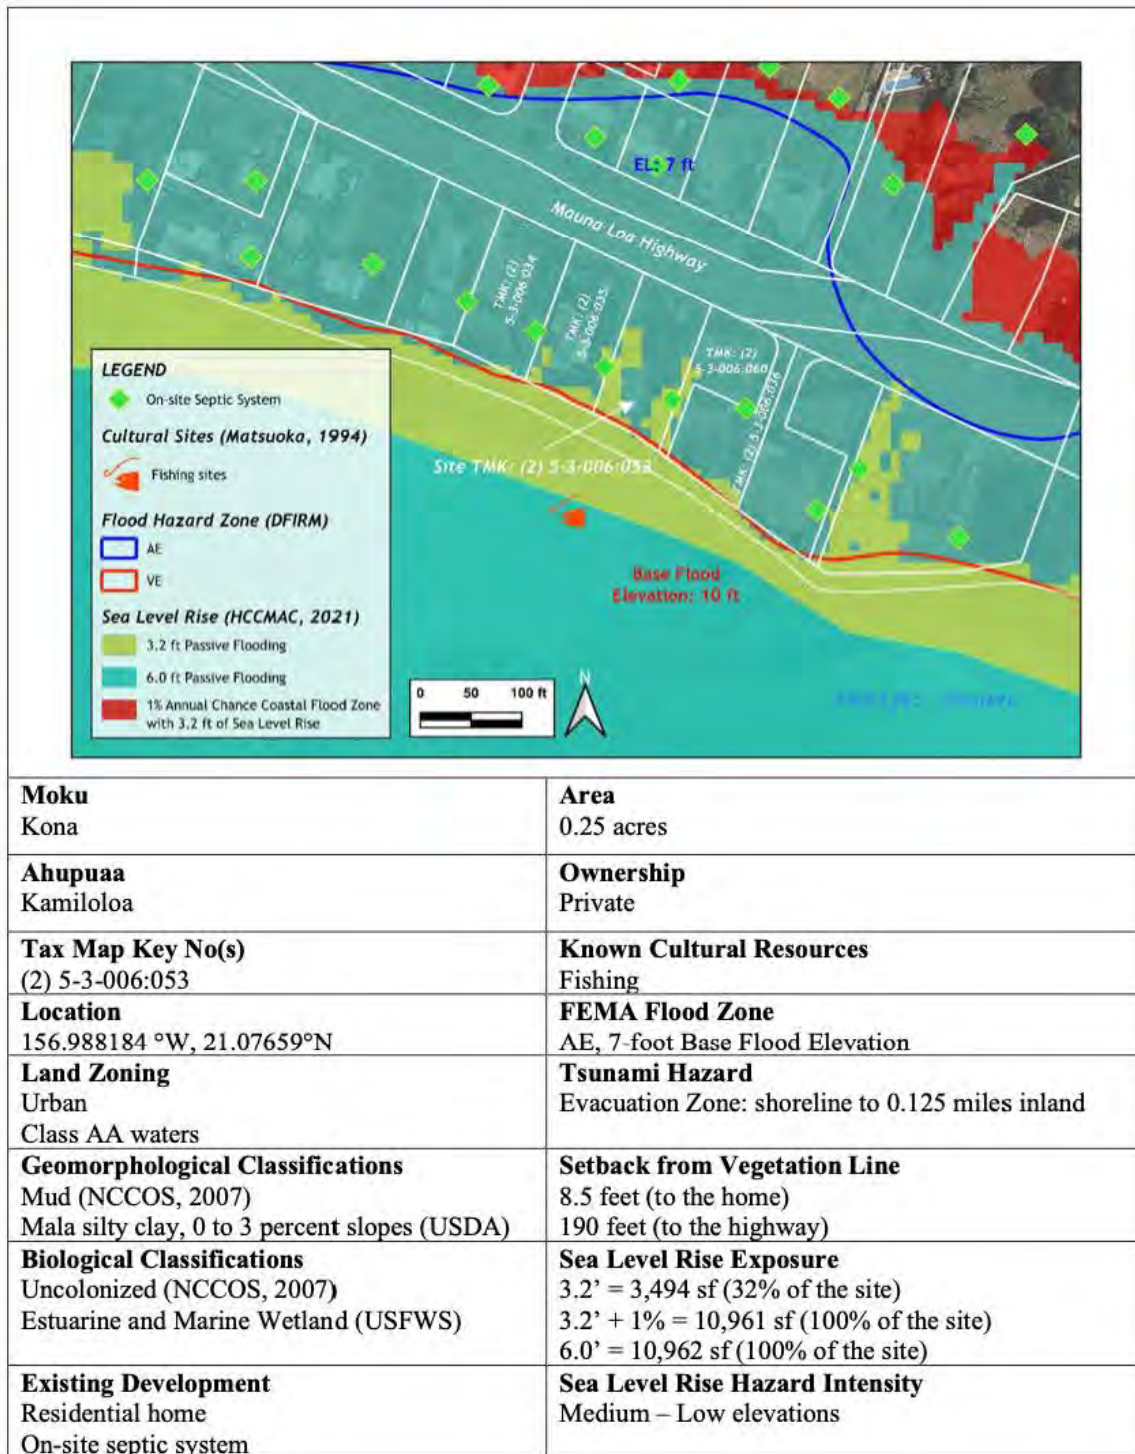 EL: 7 ft
Mauna Loa Highway
TMK: (2)
5-3-006:034
TMK: (2)
5-3-006:035
TMK: (2)
5-3-006:060
TMK: (2) 5-3-006:036
Site TMK: (2) 5-3-006:053
Base Flood
Elevation: 10 ft
LEGEND
On-site Septic System
Cultural Sites (Matsuoka, 1994)
Fishing sites
Flood Hazard Zone (DFIRM)
AE
VE
Sea Level Rise (HCCMAC, 2021)
3.2 ft Passive Flooding
6.0 ft Passive Flooding
1% Annual Chance Coastal Flood Zone
with 3.2 ft of Sea Level Rise
0 50 100 ft
N
Moku
Kona
Area
0.25 acres
Ahupuaa
Kamiloloa
Ownership
Private
Tax Map Key No(s)
(2) 5-3-006:053
Known Cultural Resources
Fishing
Location
156.988184 °W, 21.07659°N
FEMA Flood Zone
AE, 7-foot Base Flood Elevation
Land Zoning
Urban
Class AA waters
Tsunami Hazard
Evacuation Zone: shoreline to 0.125 miles inland
Geomorphological Classifications
Mud (NCCOS, 2007)
Mala silty clay, 0 to 3 percent slopes (USDA)
Setback from Vegetation Line
8.5 feet (to the home)
190 feet (to the highway)
Biological Classifications
Uncolonized (NCCOS, 2007)
Estuarine and Marine Wetland (USFWS)
Sea Level Rise Exposure
3.2’ = 3,494 sf (32% of the site)
3.2’ + 1% = 10,961 sf (100% of the site)
6.0’ = 10,962 sf (100% of the site)
Existing Development
Residential home
On-site septic system
Sea Level Rise Hazard Intensity
Medium – Low elevations